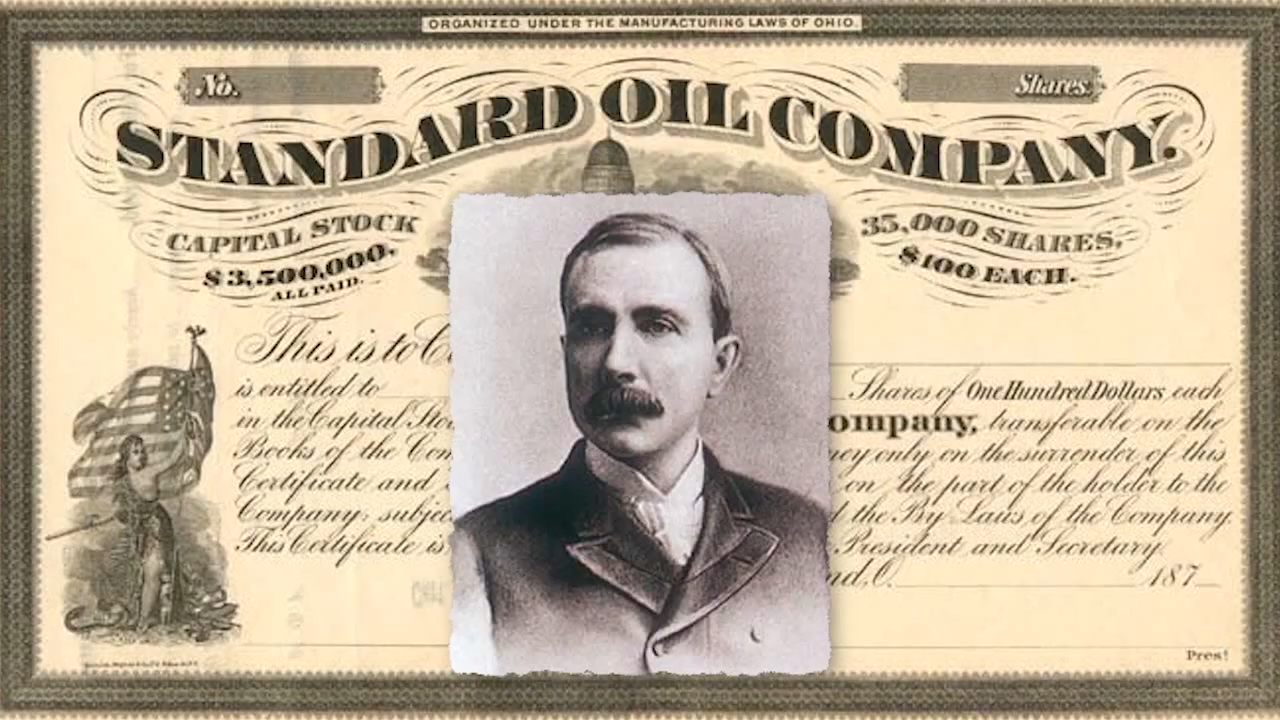 ORGANIZED UNDER THE MANUFACTURING LAWS OF OHIO.
No.
Shares.
STANDARD OIL COMPANY.
CAPITAL STOCK
$3,500,000.
ALL PAID.
35,000 SHARES,
$100 EACH.
This is to C
is entitled to
Shares of One Hundred Dollars each
in the Capital Sto
ompany, transferable on the
Books of the Com
ney only on the surrender of this
Certificate and
on the part of the holder to the
Company, subjec
t the By Laws of the Company.
This Certificate is
President and Secretary.
nd, O.
187
Pres!